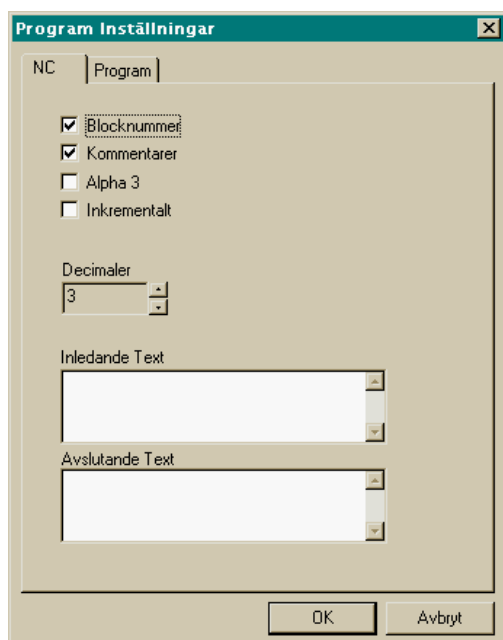 Program Inställningar
NC Program
Blocknummer
Kommentarer
Alpha 3
Inkrementalt
Decimaler
3
Inledande Text
Avslutande Text
OK Avbryt